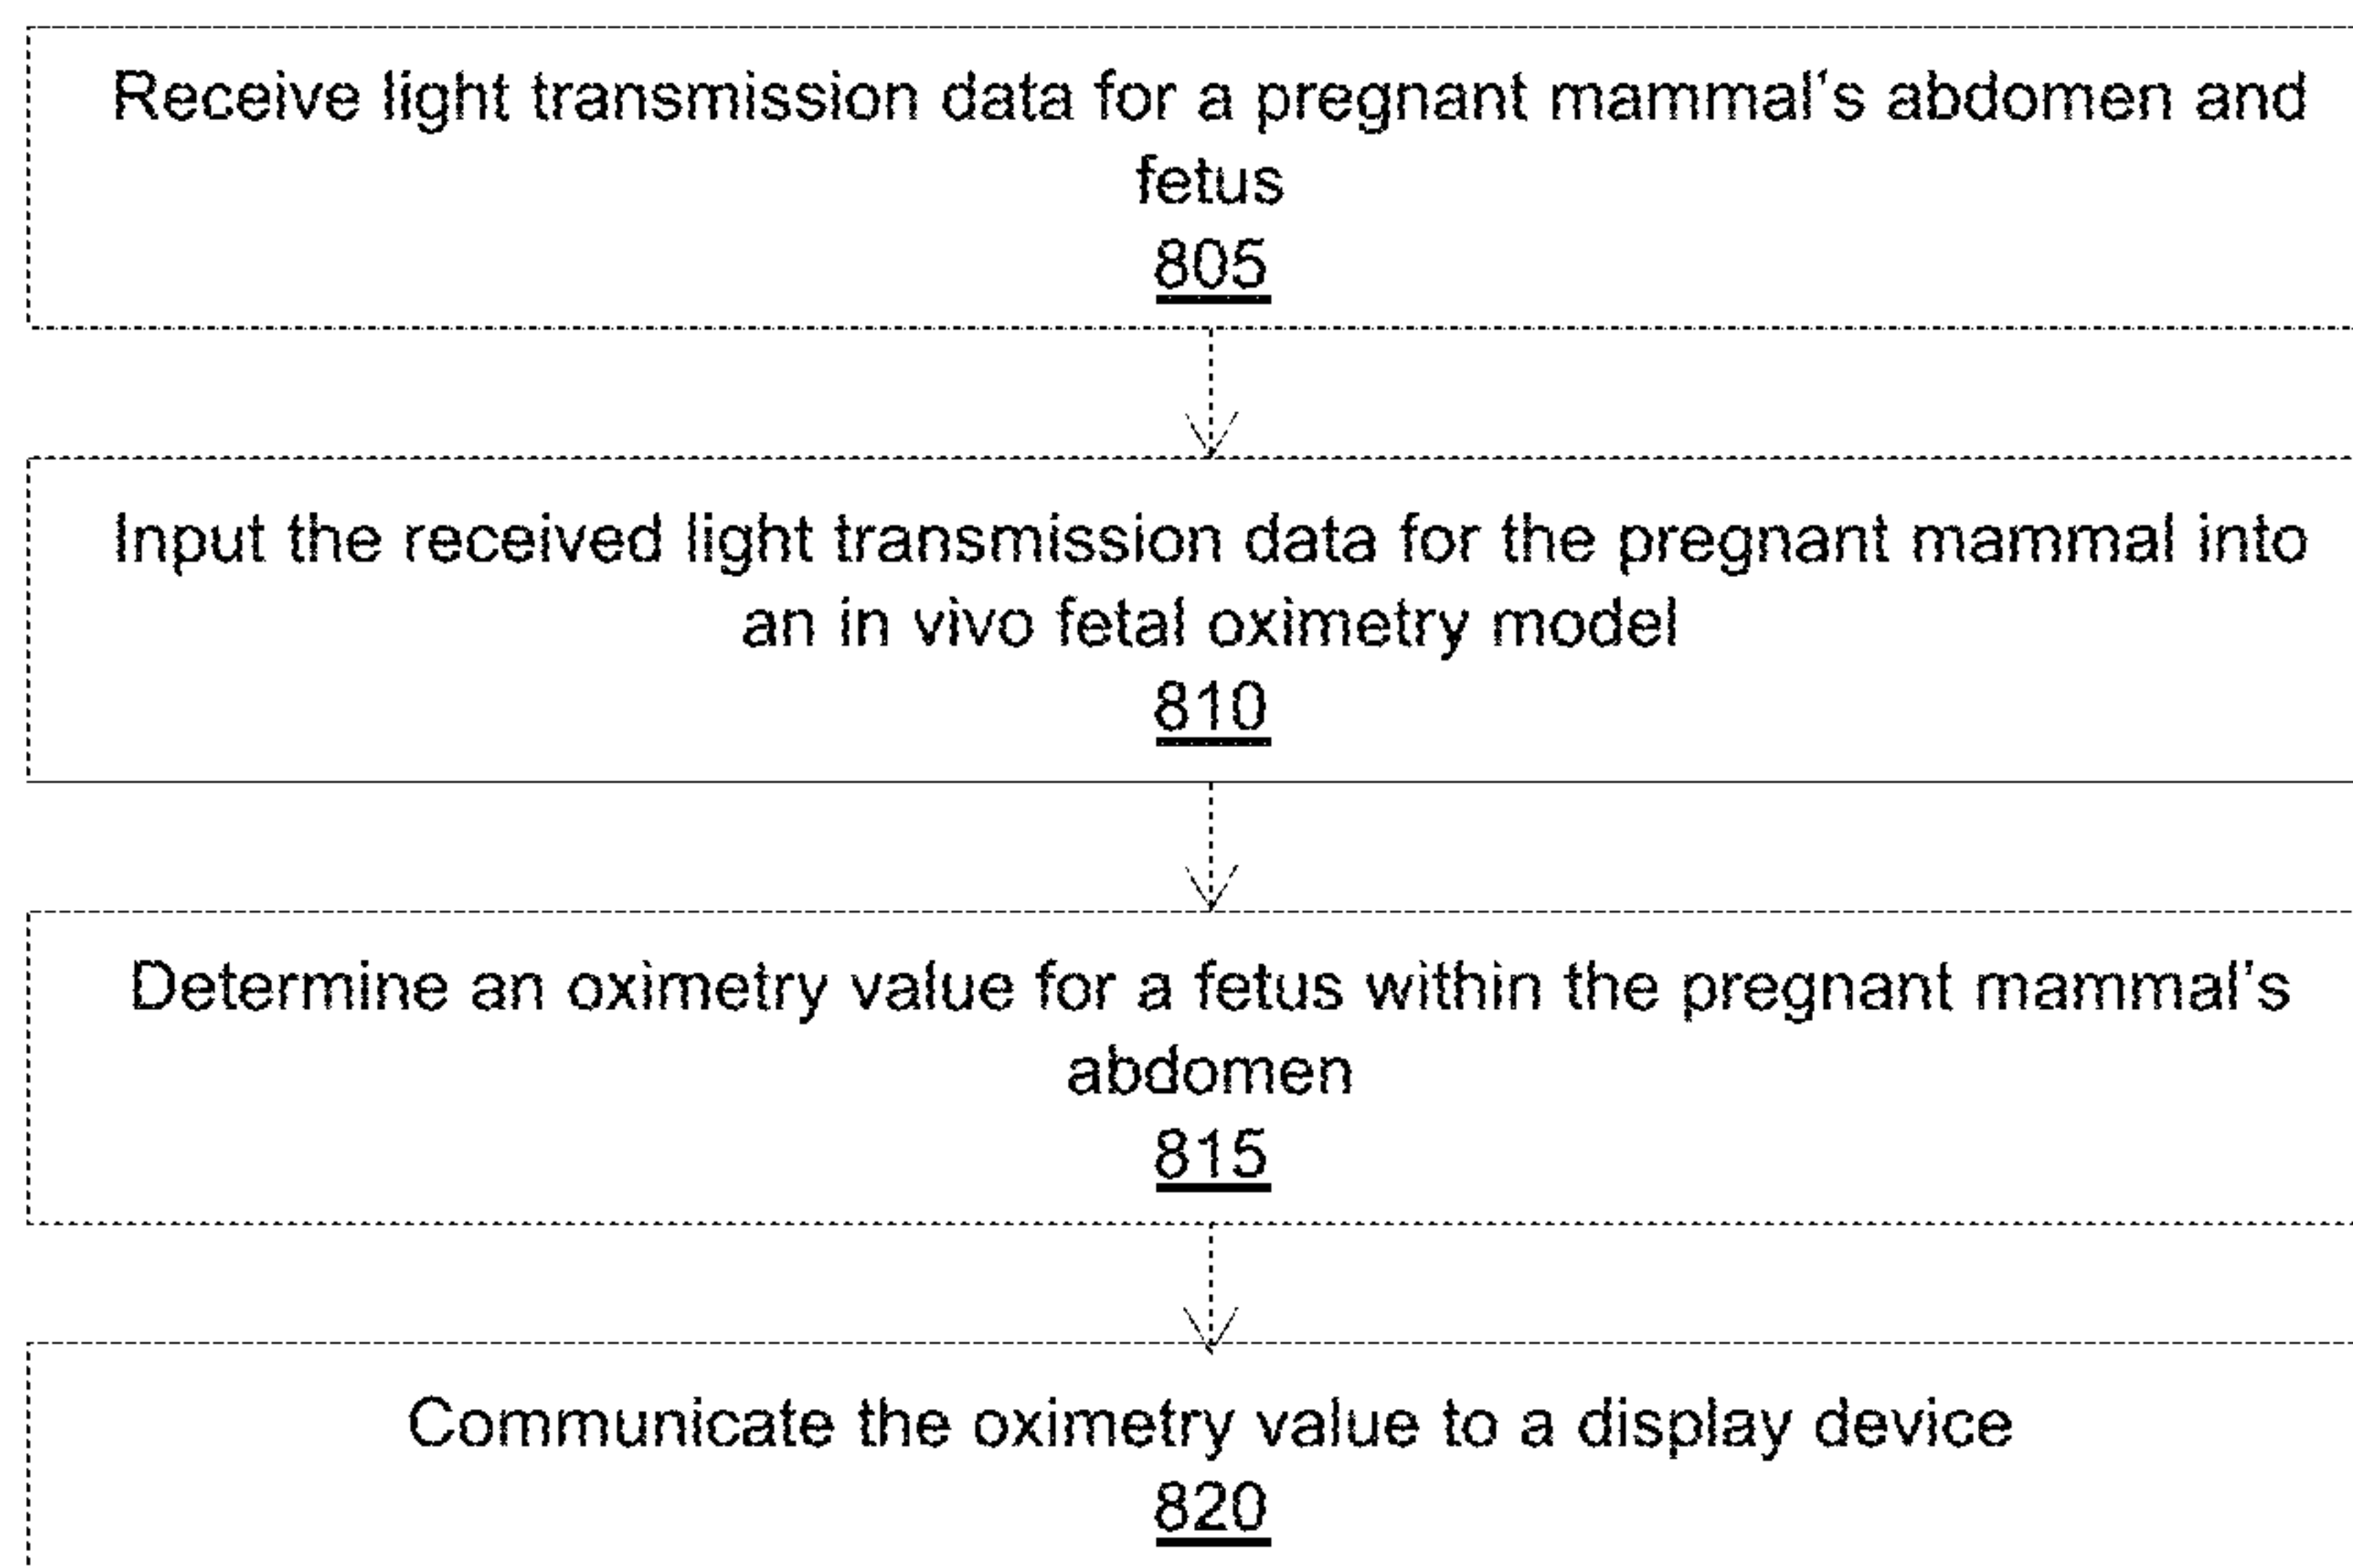 Receive light transmission data for a pregnant mammal‘s abdomen and
fetus
805
Input the received light transmission data for the pregnant mammal into
an in vivo fetal oximetry model
810
Determine an oximetry value for a fetus within the pregnant mammal’s
abdomen
815
Communicate the oximetry value to a display device
820